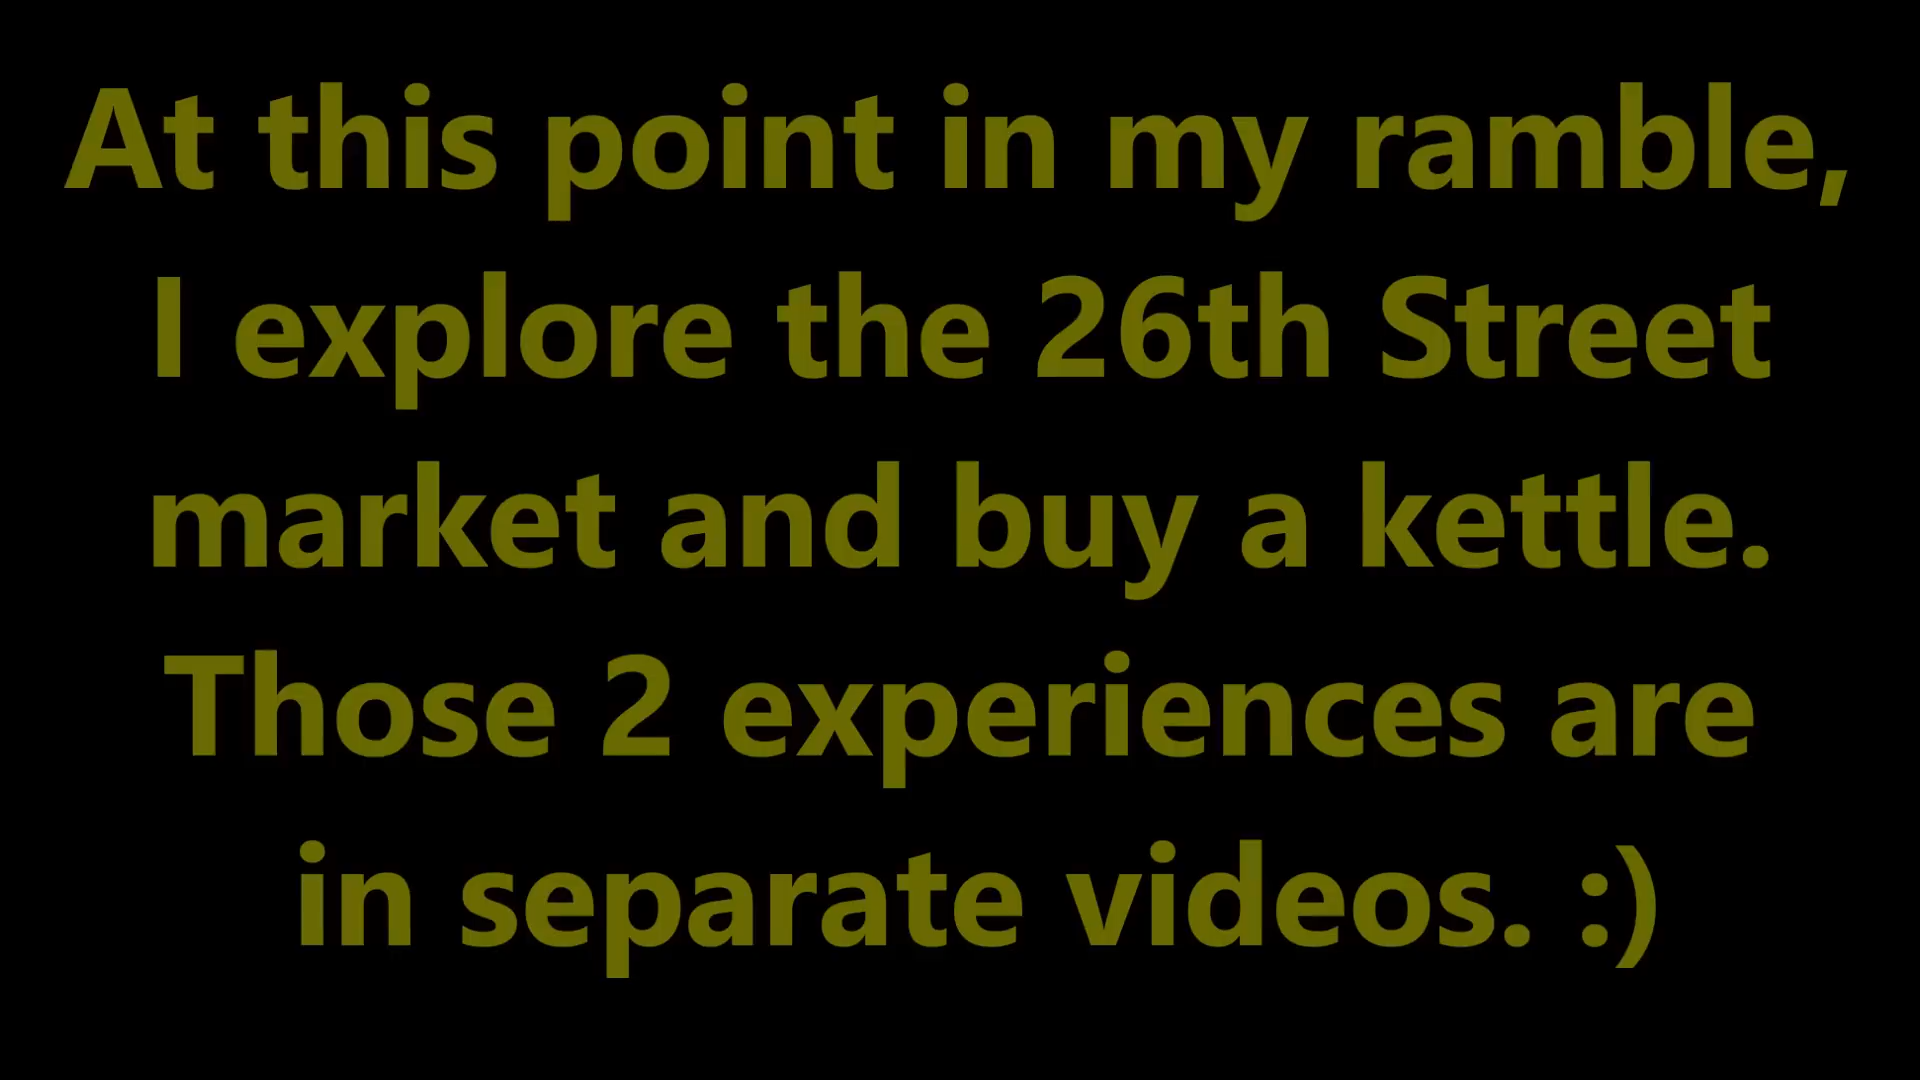 At this point in my ramble,
I explore the 26th Street
market and buy a kettle.
Those 2 experiences are
in separate videos. :)